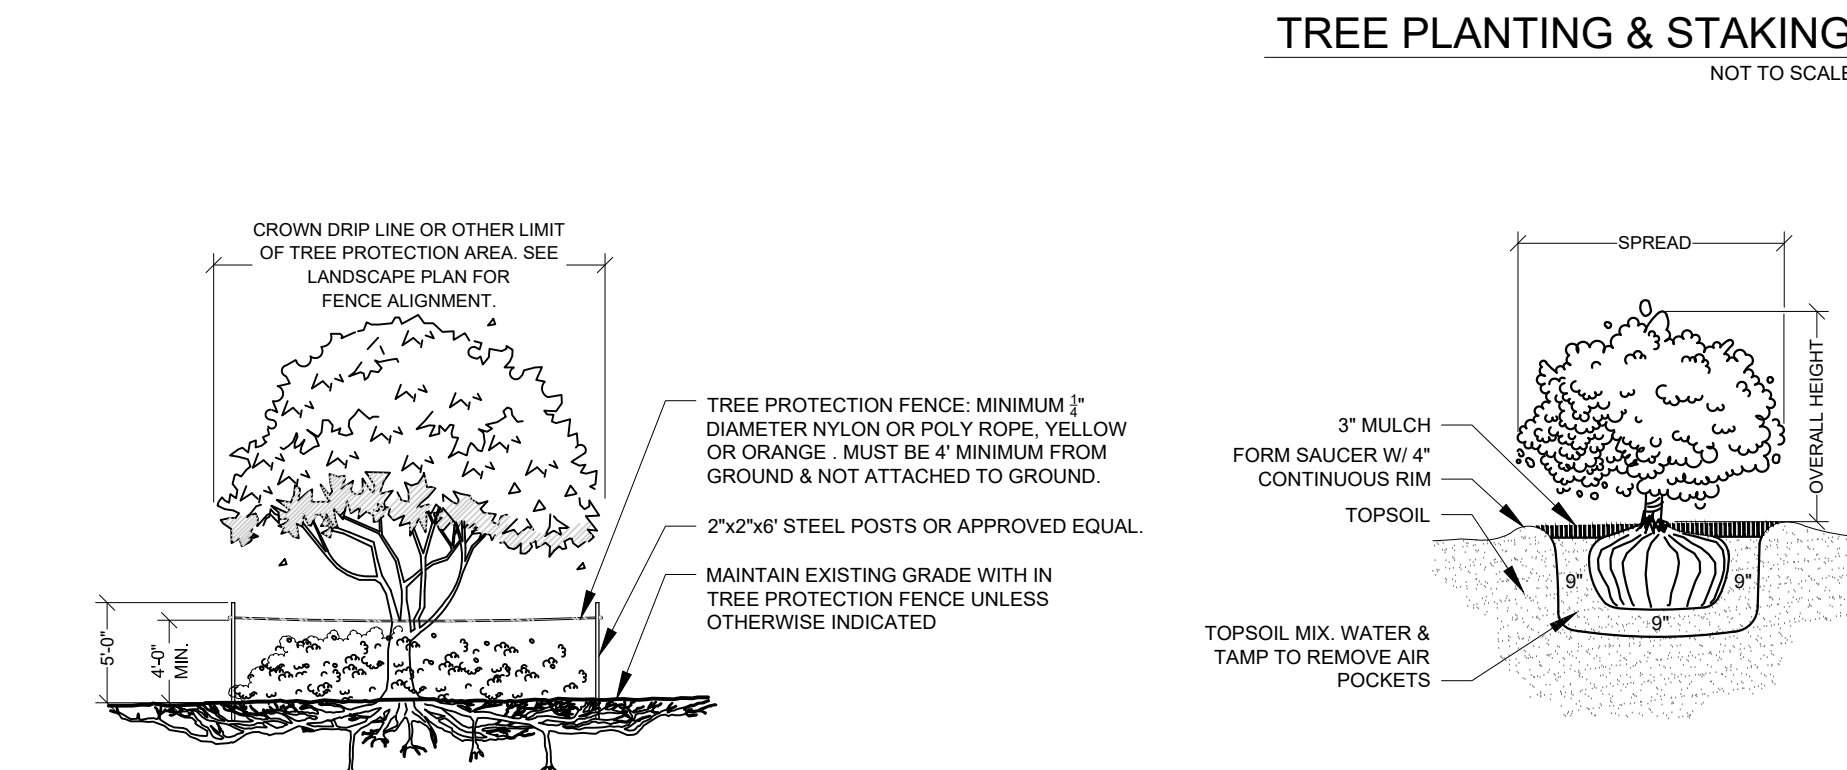 TREE PLANTING & STAKING
NOT TO SCALE
CROWN DRIP LINE OR OTHER LIMIT
OF TREE PROTECTION AREA. SEE
LANDSCAPE PLAN FOR
FENCE ALIGNMENT.
TREE PROTECTION FENCE: MINIMUM 1/4"
DIAMETER NYLON OR POLY ROPE, YELLOW
OR ORANGE . MUST BE 4' MINIMUM FROM
GROUND & NOT ATTACHED TO GROUND.
2"x2"x6' STEEL POSTS OR APPROVED EQUAL.
MAINTAIN EXISTING GRADE WITH IN
TREE PROTECTION FENCE UNLESS
OTHERWISE INDICATED
5'-0"
4'-0"
MIN.
SPREAD
OVERALL HEIGHT
3" MULCH
FORM SAUCER W/ 4"
CONTINUOUS RIM
TOPSOIL
TOPSOIL MIX. WATER &
TAMP TO REMOVE AIR
POCKETS
9"
9"
9"